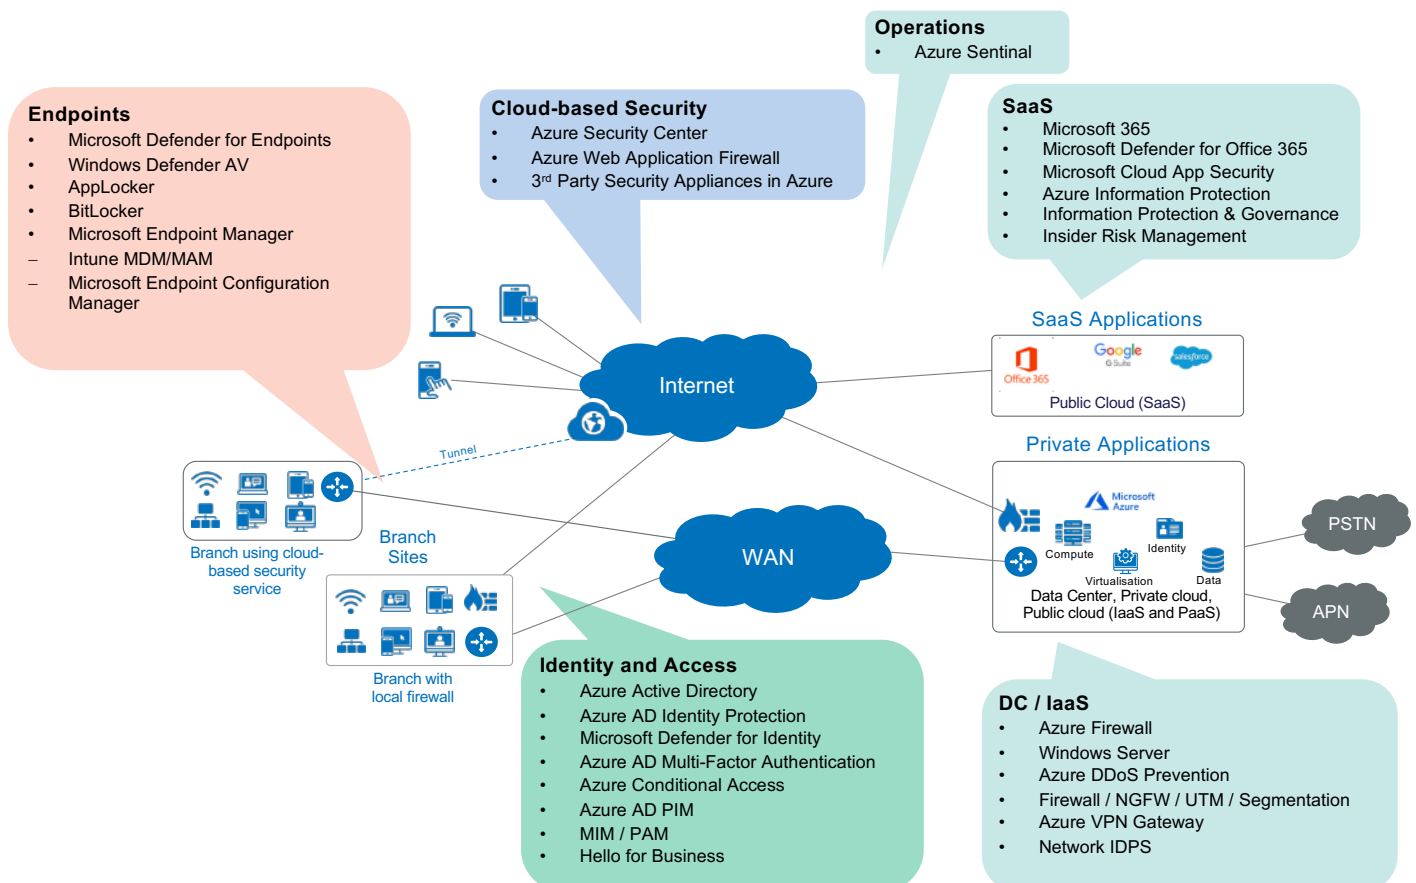 Operations
• Azure Sentinal
Endpoints
• Microsoft Defender for Endpoints
• Windows Defender AV
• AppLocker
• BitLocker
• Microsoft Endpoint Manager
– Intune MDM/MAM
– Microsoft Endpoint Configuration
Manager
Cloud-based Security
• Azure Security Center
• Azure Web Application Firewall
• 3rd Party Security Appliances in Azure
SaaS
• Microsoft 365
• Microsoft Defender for Office 365
• Microsoft Cloud App Security
• Azure Information Protection
• Information Protection & Governance
• Insider Risk Management
Internet
SaaS Applications
Office 365
Google
G Suite
salesforce
Public Cloud (SaaS)
Tunnel
Branch using cloud-
based security
service
Branch
Sites
Branch with
local firewall
WAN
Private Applications
Microsoft
Azure
Compute
Identity
Virtualisation
Data
Data Center, Private cloud,
Public cloud (IaaS and PaaS)
PSTN
APN
Identity and Access
• Azure Active Directory
• Azure AD Identity Protection
• Microsoft Defender for Identity
• Azure AD Multi-Factor Authentication
• Azure Conditional Access
• Azure AD PIM
• MIM / PAM
• Hello for Business
DC / IaaS
• Azure Firewall
• Windows Server
• Azure DDoS Prevention
• Firewall / NGFW / UTM / Segmentation
• Azure VPN Gateway
• Network IDPS